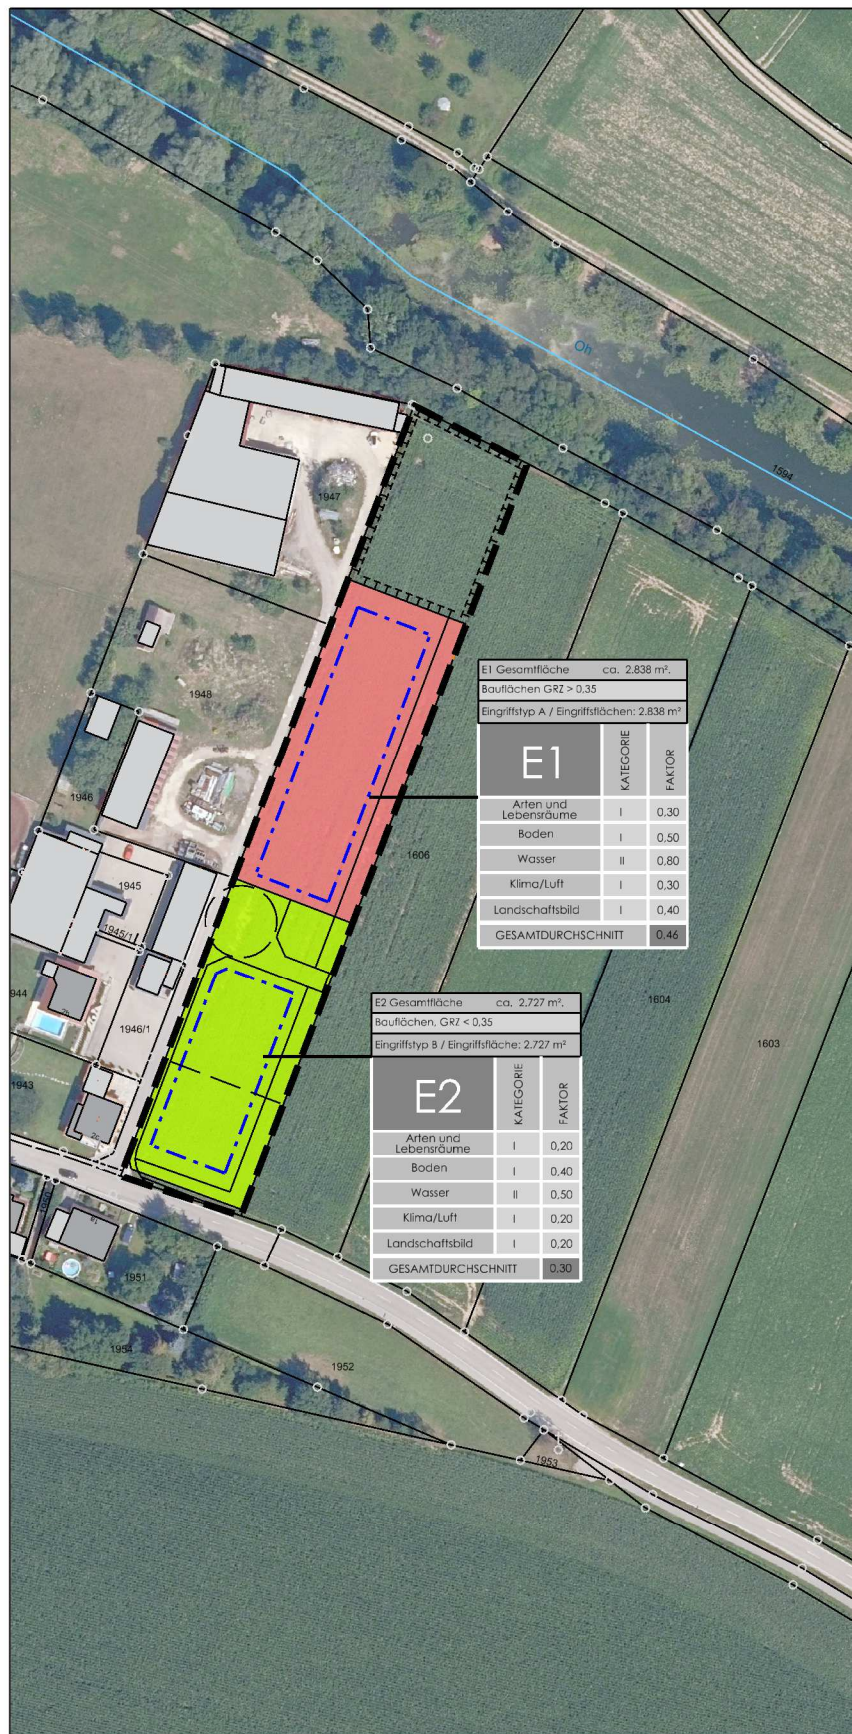 Oh
1594
1947
E1 Gesamtfläche ca. 2.838 m².
Bauflächen GRZ > 0,35
Eingriffstyp A / Eingriffsflächen: 2.838 m²
E1 KATEGORIE FAKTOR
Arten und
Lebensräume I 0,30
Boden I 0,50
Wasser II 0,80
Klima/Luft I 0,30
Landschaftsbild I 0,40
GESAMTDURCHSCHNITT 0.46
1948
1946
1606
1945
1945/1
944
1946/1
1943
E2 Gesamtfläche ca. 2.727 m².
Bauflächen, GRZ < 0,35
Eingriffstyp B / Eingriffsfläche: 2.727 m²
E2 KATEGORIE FAKTOR
Arten und
Lebensräume I 0,20
Boden I 0,40
Wasser II 0,50
Klima/Luft I 0,20
Landschaftsbild I 0,20
GESAMTDURCHSCHNITT 0.30
1604
1603
1950
1951
1954
1952
1953